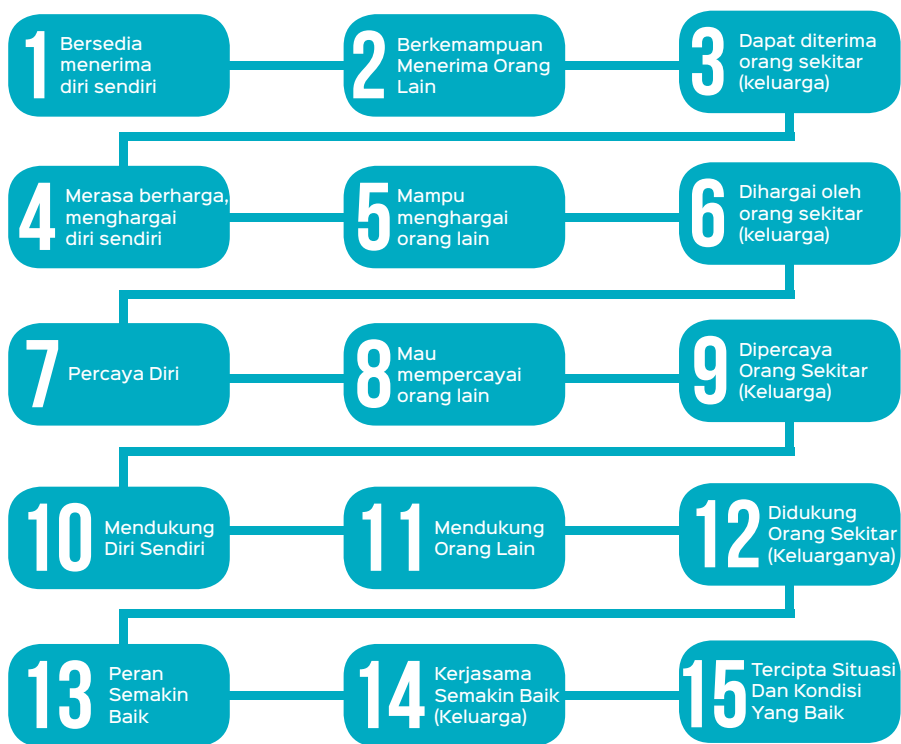 1
Bersedia
menerima
diri sendiri
2
Berkemampuan
Menerima Orang
Lain
3
Dapat diterima
orang sekitar
(keluarga)
4
Merasa berharga,
menghargai
diri sendiri
5
Mampu
menghargai
orang lain
6
Dihargai oleh
orang sekitar
(keluarga)
7
Percaya Diri
8
Mau
mempercayai
orang lain
9
Dipercaya
Orang Sekitar
(Keluarga)
10
Mendukung
Diri Sendiri
11
Mendukung
Orang Lain
12
Didukung
Orang Sekitar
(Keluarganya)
13
Peran
Semakin
Baik
14
Kerjasama
Semakin Baik
(Keluarga)
15
Tercipta Situasi
Dan Kondisi
Yang Baik